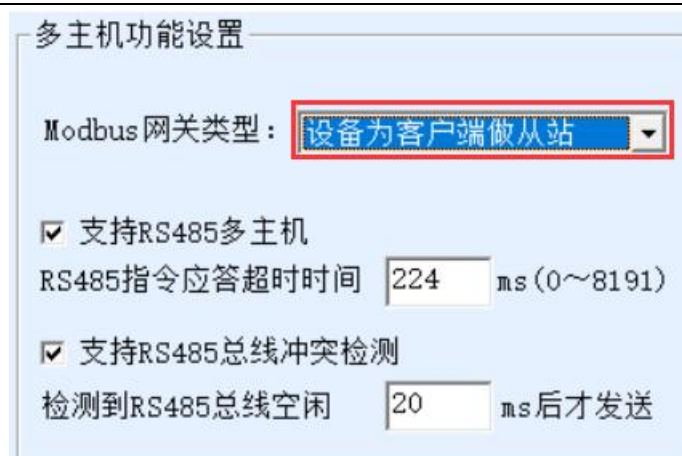 多主机功能设置
Modbus网关类型： 设备为客户端做从站
支持RS485多主机
RS485指令应答超时时间 224 ms(0～8191)
支持RS485总线冲突检测
检测到RS485总线空闲 20 ms后才发送